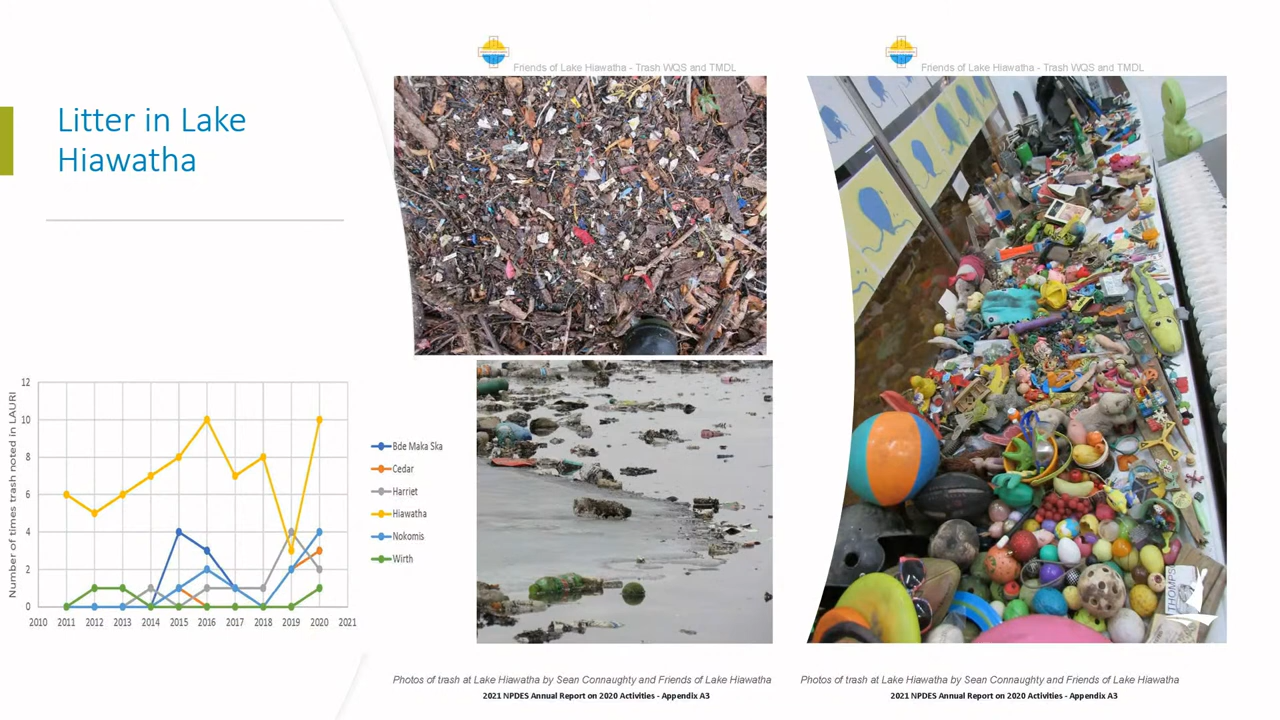 Litter in Lake
Hiawatha
Friends of Lake Hiawatha - Trash WQS and TMDL
Friends of Lake Hiawatha - Trash WQS and TMDL
Number of times trash noted in LAURI
12
10
8
6
4
2
0
2010 2011 2012 2013 2014 2015 2016 2017 2018 2019 2020 2021
Bde Maka Ska
Cedar
Harriet
Hiawatha
Nokomis
Wirth
THOMPS
Photos of trash at Lake Hiawatha by Sean Connaughty and Friends of Lake Hiawatha
2021 NPDES Annual Report on 2020 Activities - Appendix A3
Photos of trash at Lake Hiawatha by Sean Connaughty and Friends of Lake Hiawatha
2021 NPDES Annual Report on 2020 Activities - Appendix A3